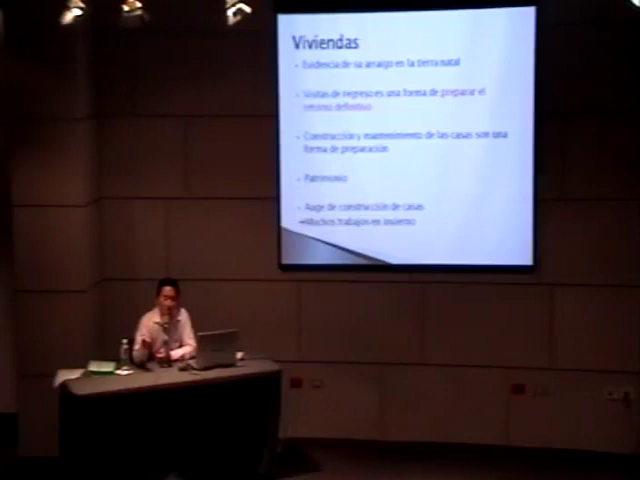 Viviendas
Evidencia de su arraigo en la tierra natal
Visitas de regreso es una forma de preparar el
retorno definitivo
Construcción y mantenimiento de las casas son una
forma de preparación
Patrimonio
Auge de construcción de casas
→Muchos trabajos en invierno